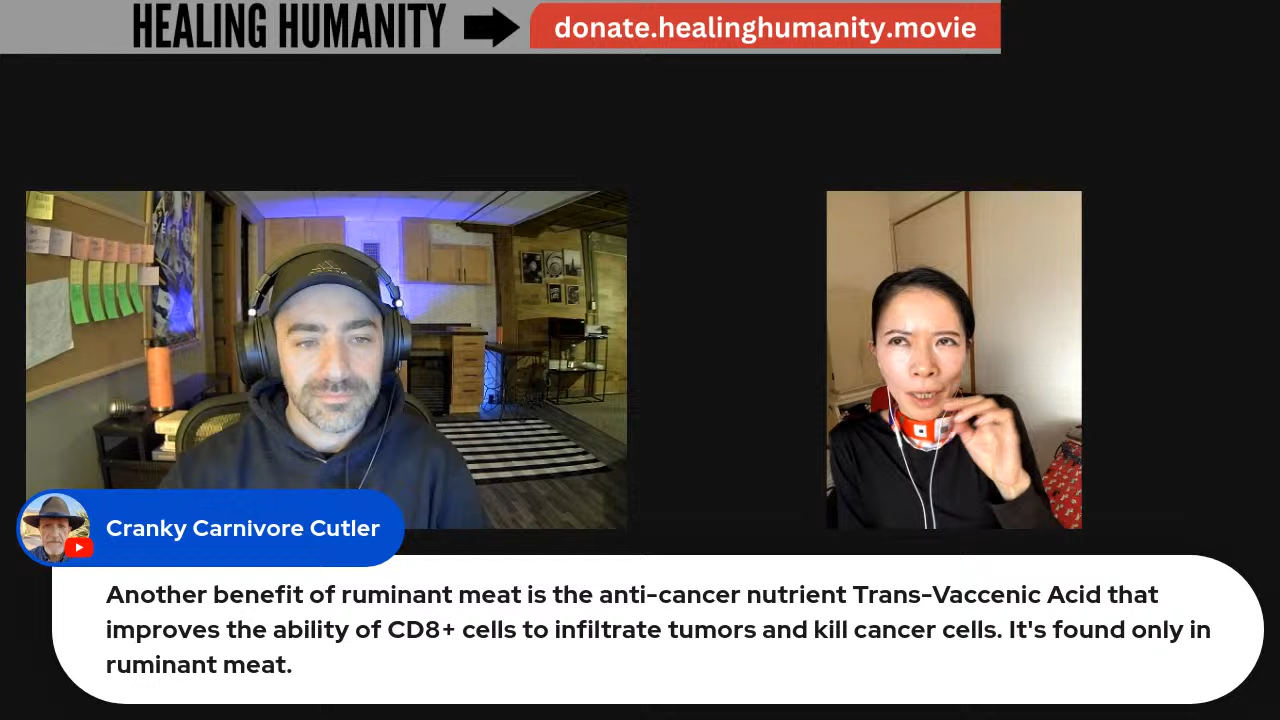 HEALING HUMANITY
donate.healinghumanity.movie
Cranky Carnivore Cutler
Another benefit of ruminant meat is the anti-cancer nutrient Trans-Vaccenic Acid that
improves the ability of CD8+ cells to infiltrate tumors and kill cancer cells. It's found only in
ruminant meat.